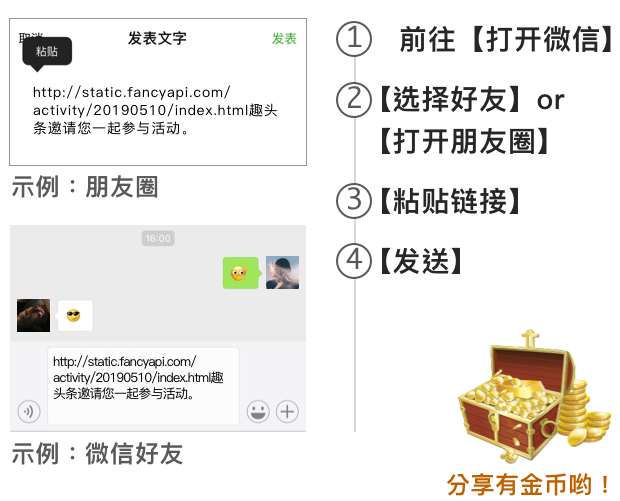 取消
发表文字
发表
粘贴
http://static.fancyapi.com/
activity/20190510/index.html趣头
条邀请您一起参与活动。
示例：朋友圈
16:00
http://static.fancyapi.com/
activity/20190510/index.html趣
头条邀请您一起参与活动。
示例：微信好友
1 前往【打开微信】
2【选择好友】or
【打开朋友圈】
3【粘贴链接】
4【发送】
分享有金币哟！